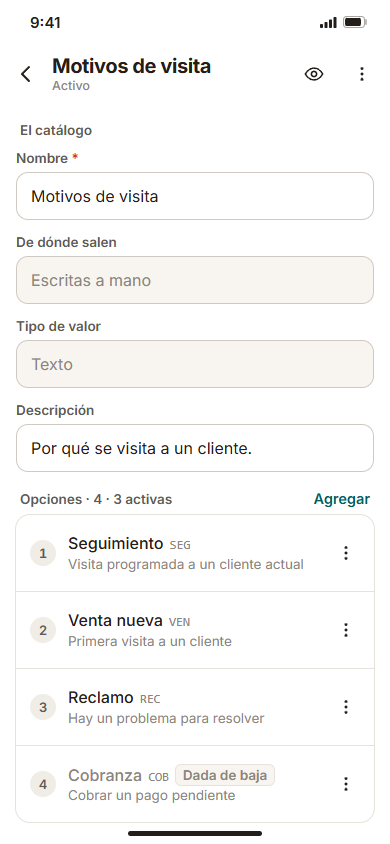 9:41
Motivos de visita
Activo
El catálogo
Nombre *
Motivos de visita
De dónde salen
Escritas a mano
Tipo de valor
Texto
Descripción
Por qué se visita a un cliente.
Opciones · 4 · 3 activas Agregar
1 Seguimiento SEG
Visita programada a un cliente actual
2 Venta nueva VEN
Primera visita a un cliente
3 Reclamo REC
Hay un problema para resolver
4 Cobranza COB Dada de baja
Cobrar un pago pendiente